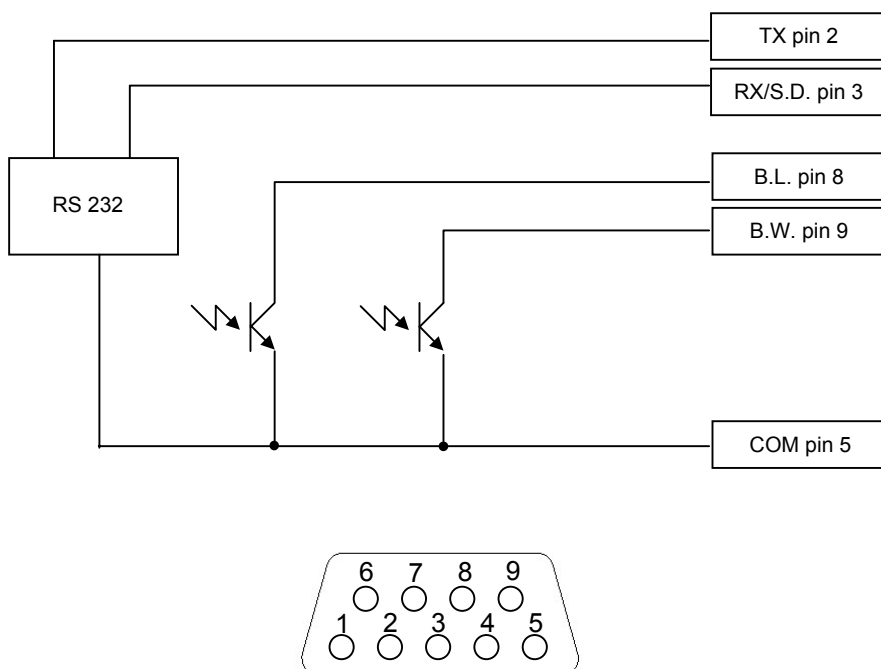 TX pin 2
RX/S.D. pin 3
RS 232
B.L. pin 8
B.W. pin 9
COM pin 5
6 7 8 9
1 2 3 4 5